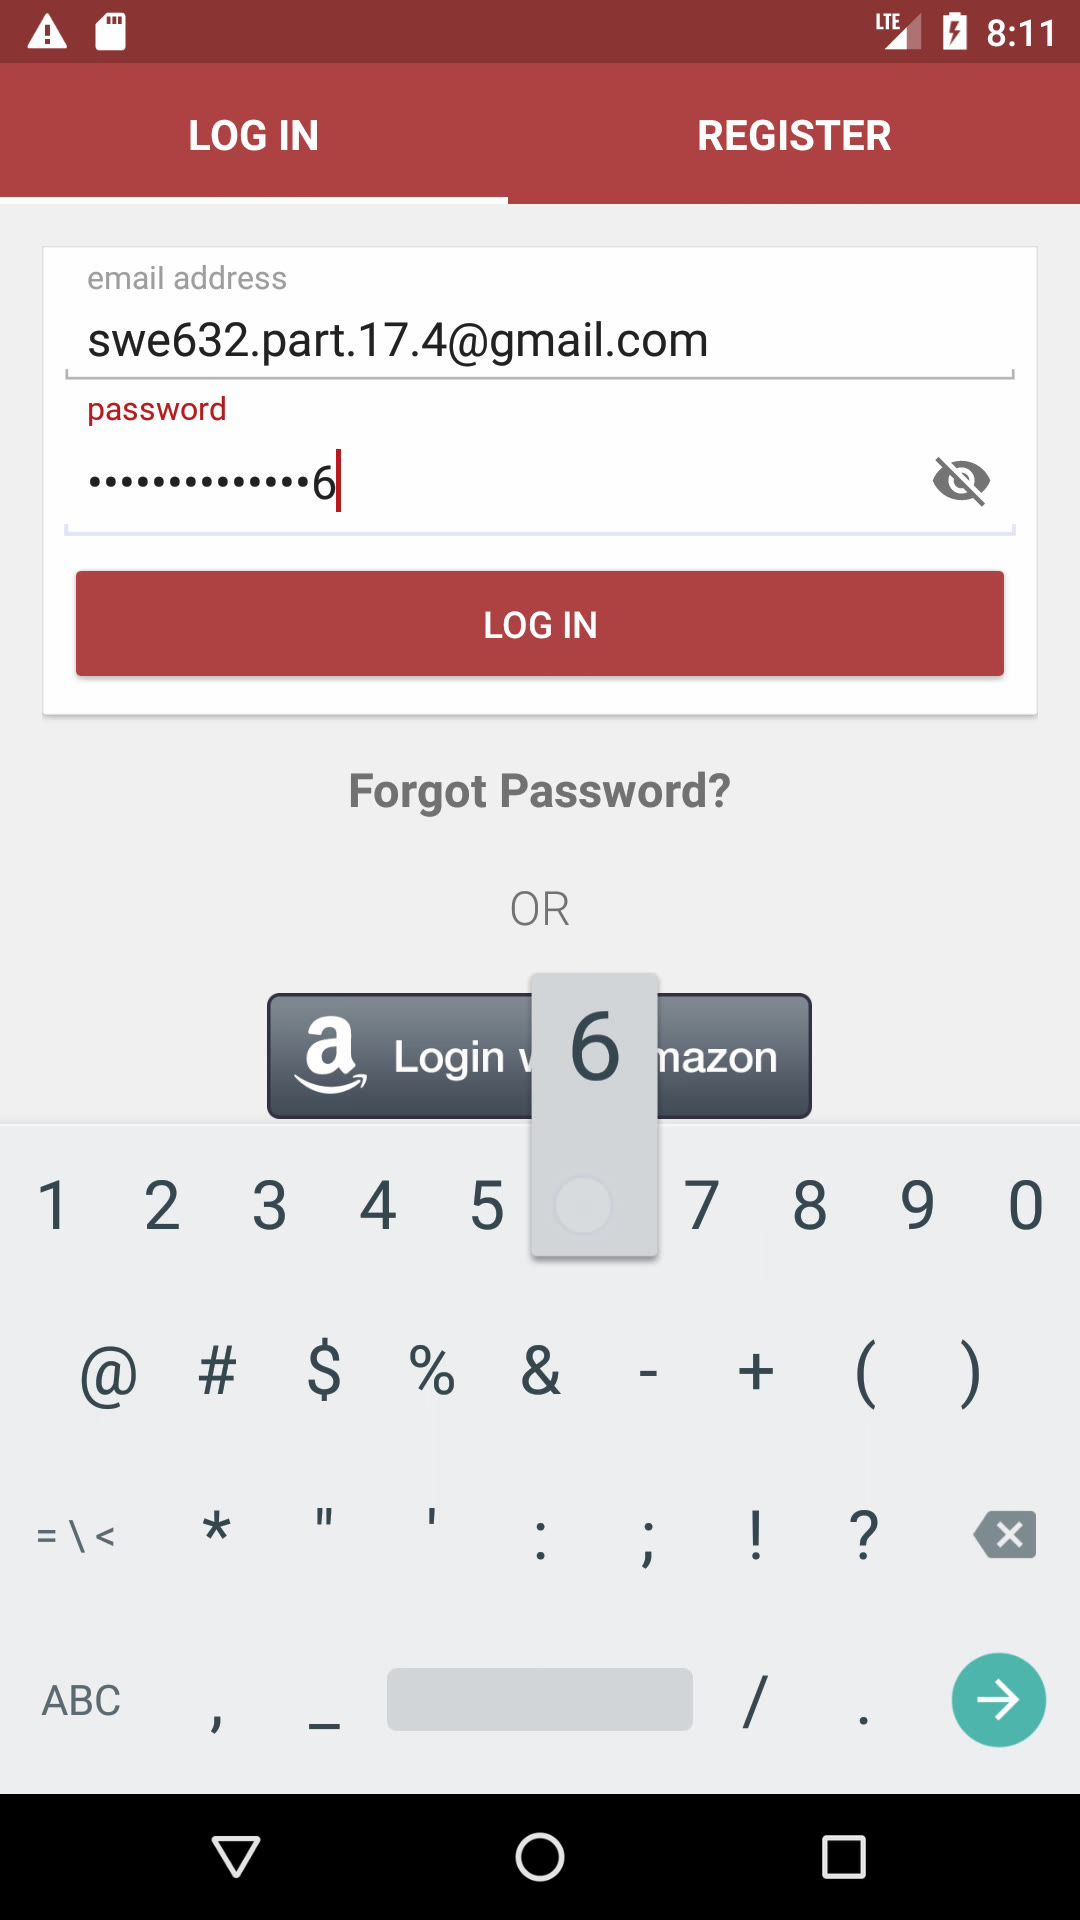 LTE 8:11
LOG IN REGISTER
email address
swe632.part.17.4@gmail.com
password
••••••••••••••6
LOG IN
Forgot Password?
OR
a Login mazon
6
1 2 3 4 5 7 8 9 0
@ # $ % & - + ( )
= \ < * " ' : ; ! ?
ABC , _ / .